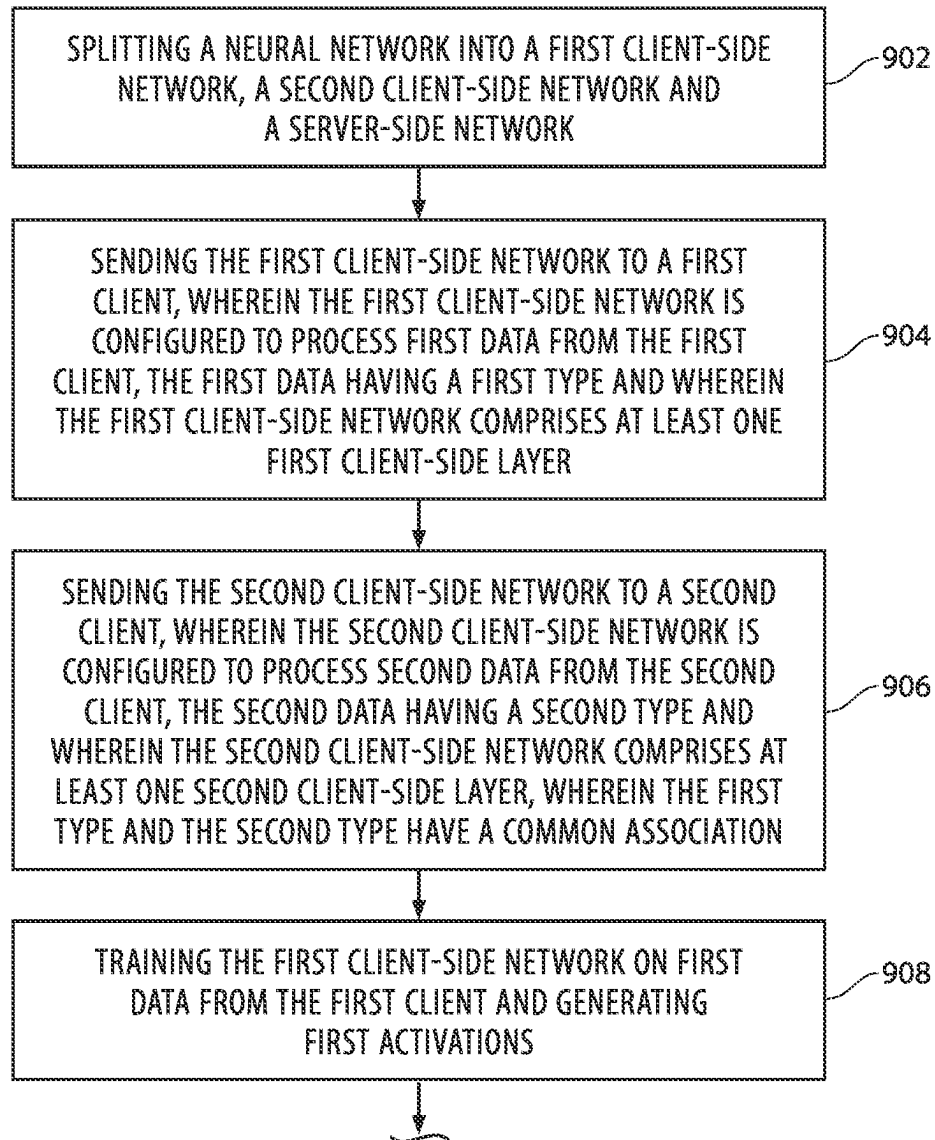 SPLITTING A NEURAL NETWORK INTO A FIRST CLIENT-SIDE
NETWORK, A SECOND CLIENT-SIDE NETWORK AND
A SERVER-SIDE NETWORK
902
SENDING THE FIRST CLIENT-SIDE NETWORK TO A FIRST
CLIENT, WHEREIN THE FIRST CLIENT-SIDE NETWORK IS
CONFIGURED TO PROCESS FIRST DATA FROM THE FIRST
CLIENT, THE FIRST DATA HAVING A FIRST TYPE AND WHEREIN
THE FIRST CLIENT-SIDE NETWORK COMPRISES AT LEAST ONE
FIRST CLIENT-SIDE LAYER
904
SENDING THE SECOND CLIENT-SIDE NETWORK TO A SECOND
CLIENT, WHEREIN THE SECOND CLIENT-SIDE NETWORK IS
CONFIGURED TO PROCESS SECOND DATA FROM THE SECOND
CLIENT, THE SECOND DATA HAVING A SECOND TYPE AND
WHEREIN THE SECOND CLIENT-SIDE NETWORK COMPRISES AT
LEAST ONE SECOND CLIENT-SIDE LAYER, WHEREIN THE FIRST
TYPE AND THE SECOND TYPE HAVE A COMMON ASSOCIATION
906
TRAINING THE FIRST CLIENT-SIDE NETWORK ON FIRST
DATA FROM THE FIRST CLIENT AND GENERATING
FIRST ACTIVATIONS
908